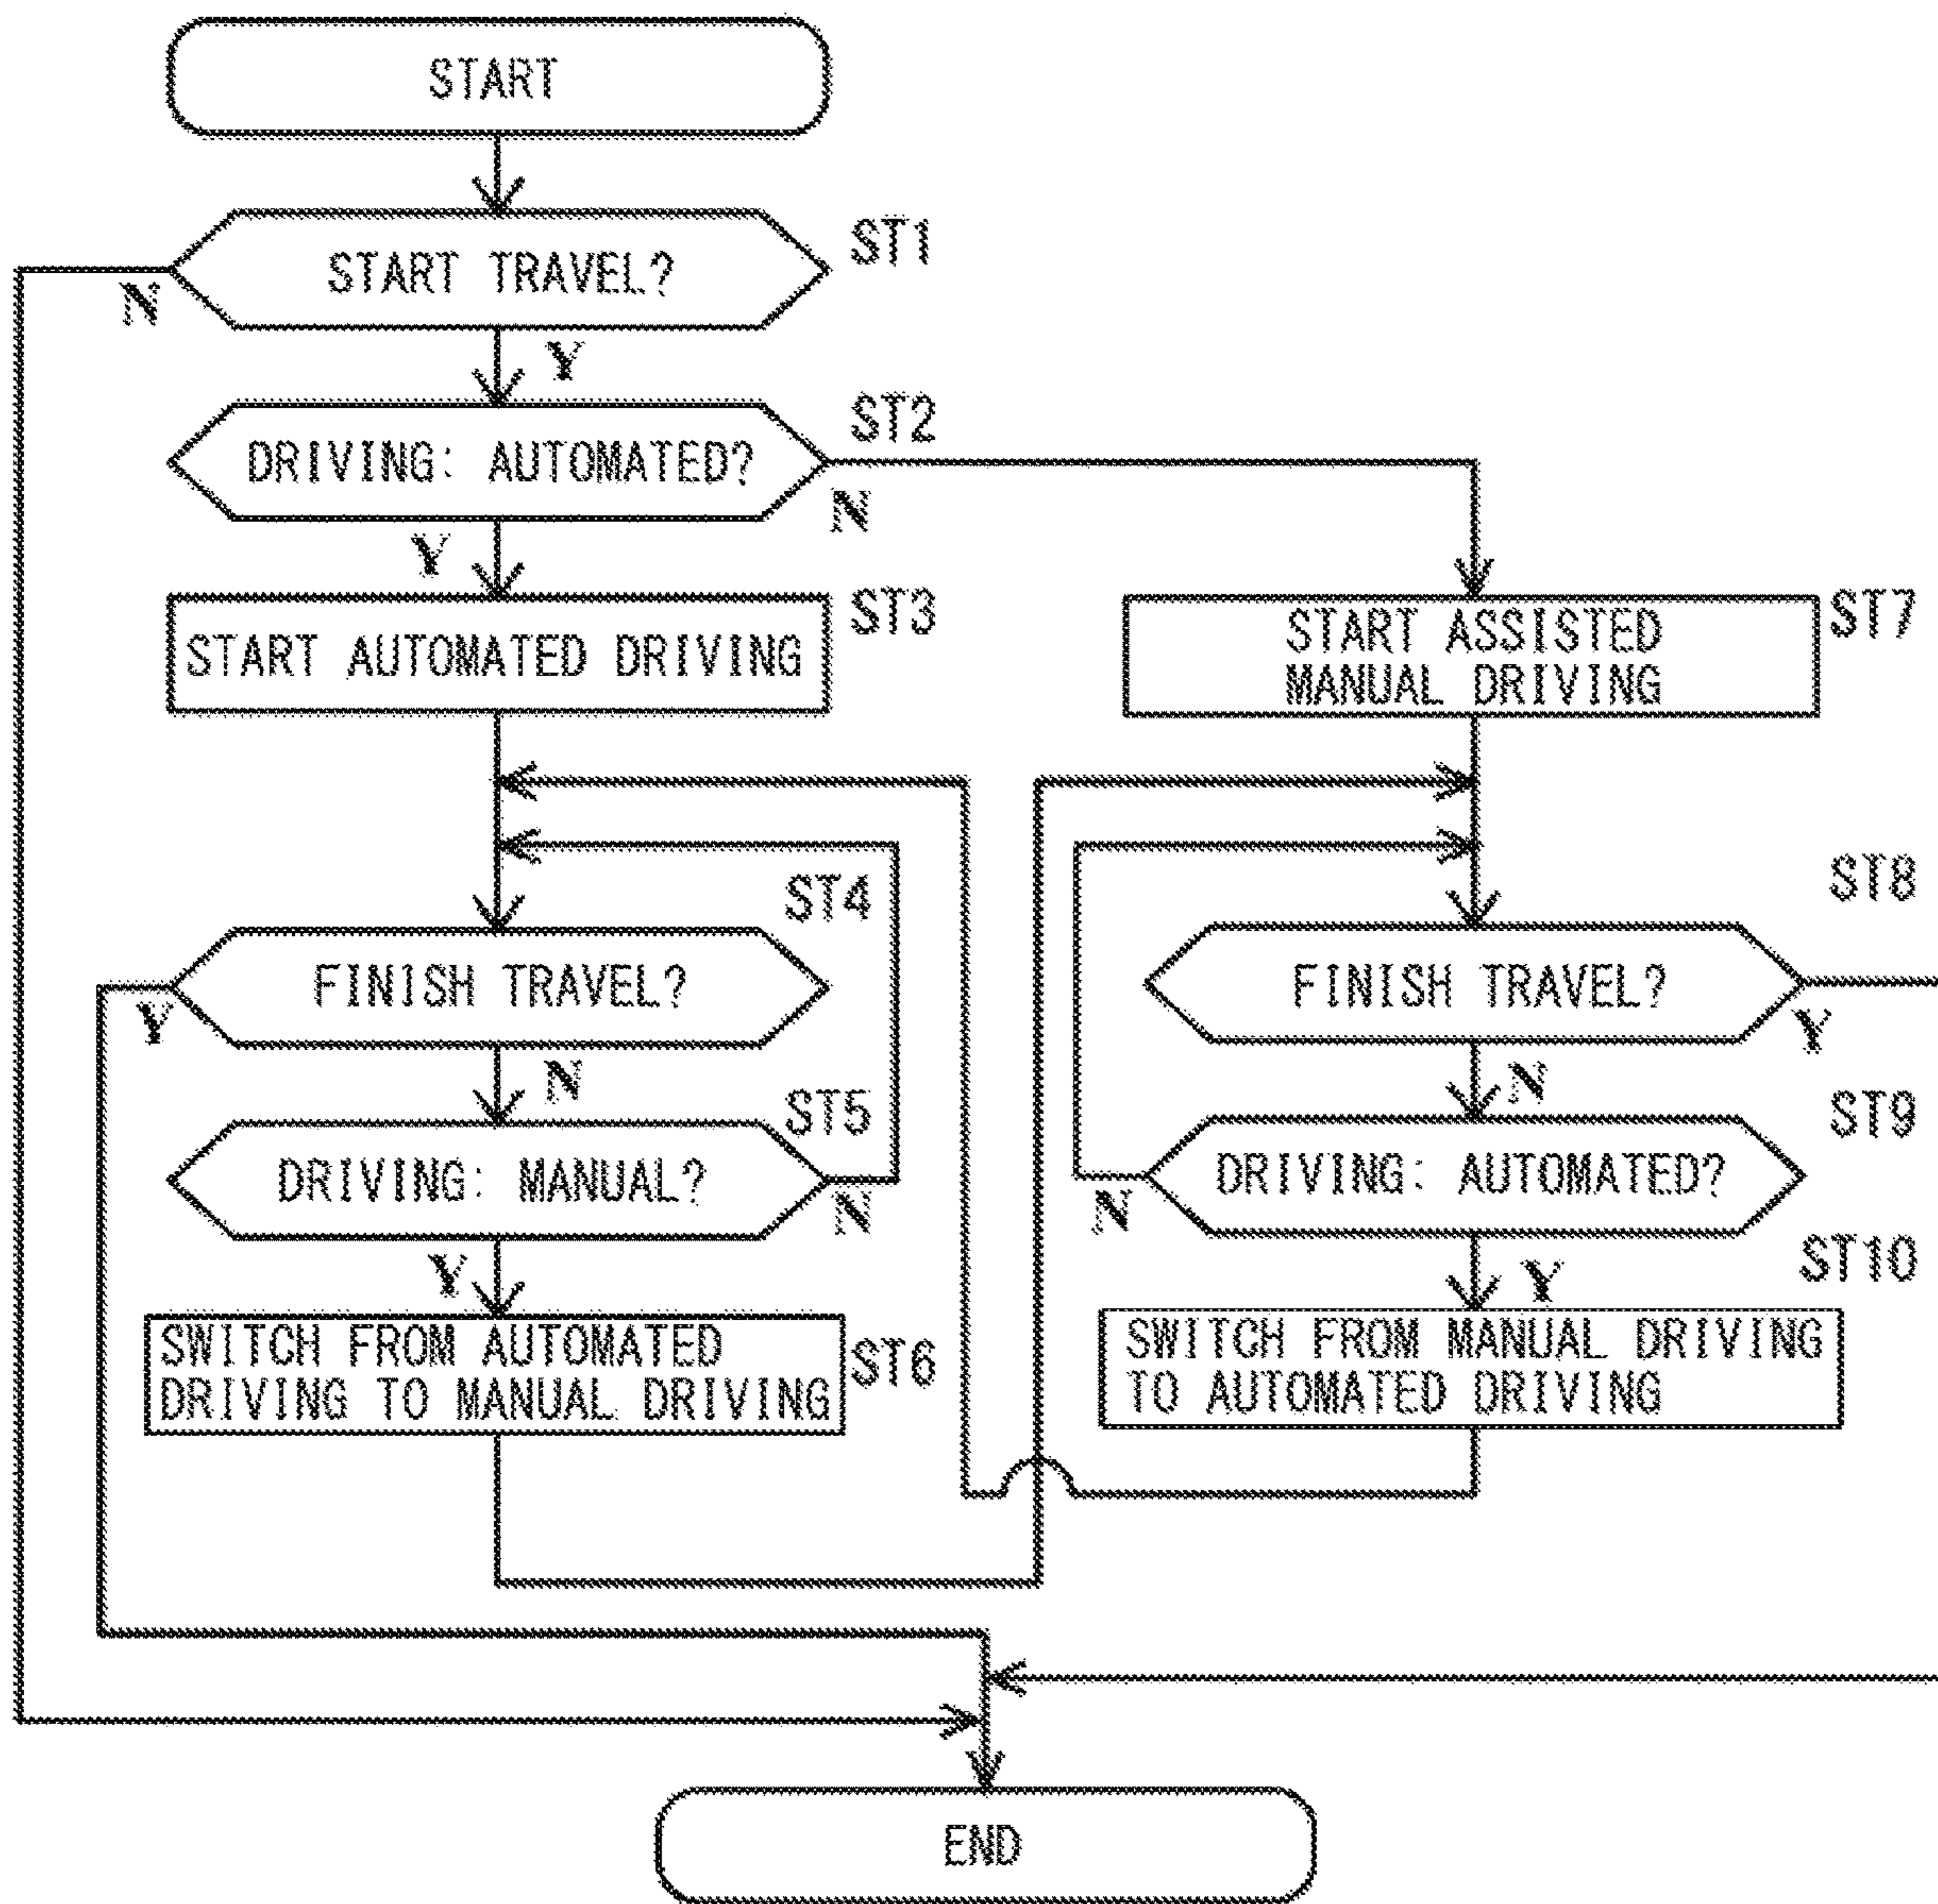 START
START TRAVEL?
ST1
N
Y
DRIVING: AUTOMATED?
ST2
N
Y
START AUTOMATED DRIVING
ST3
START ASSISTED
MANUAL DRIVING
ST7
ST4
FINISH TRAVEL?
Y
N
ST5
DRIVING: MANUAL?
N
Y
SWITCH FROM AUTOMATED
DRIVING TO MANUAL DRIVING
ST6
ST8
FINISH TRAVEL?
Y
N
ST9
DRIVING: AUTOMATED?
N
Y
ST10
SWITCH FROM MANUAL DRIVING
TO AUTOMATED DRIVING
END